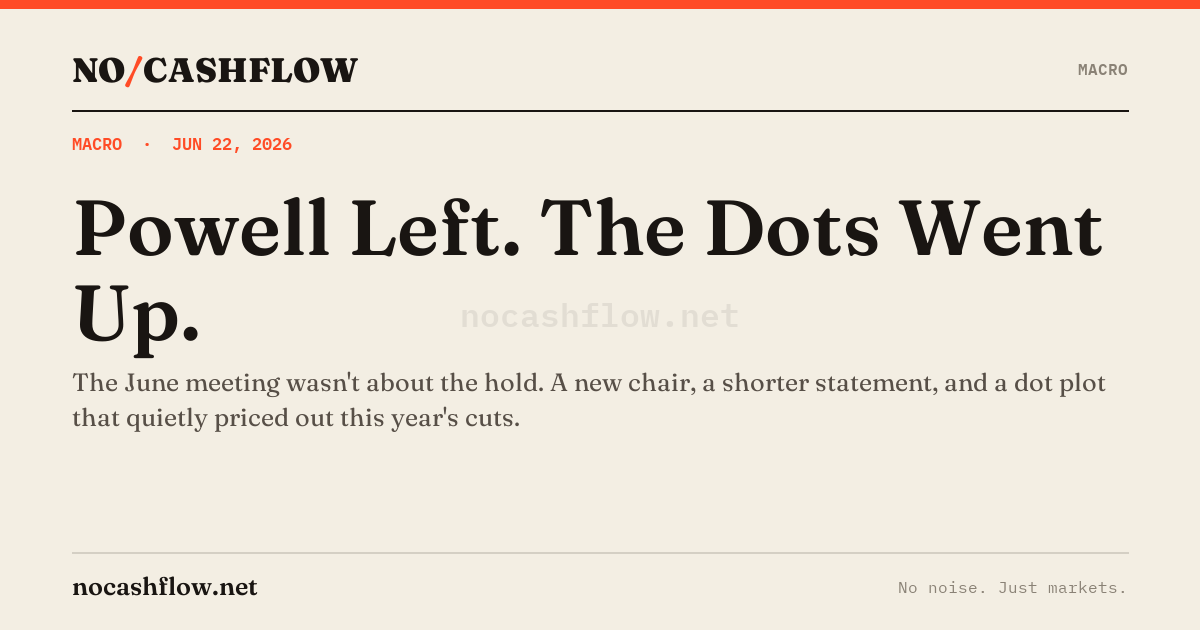 NO/CASHFLOW
MACRO
MACRO · JUN 22, 2026
Powell Left. The Dots Went
Up.
nocashflow.net
The June meeting wasn't about the hold. A new chair, a shorter statement, and a dot plot
that quietly priced out this year's cuts.
nocashflow.net
No noise. Just markets.